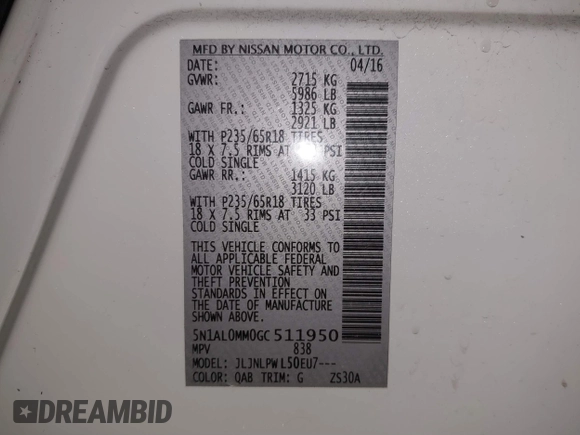 MFD BY NISSAN MOTOR CO., LTD.
DATE: 04/16
GVWR: 2715 KG
5986 LB
GAWR FR.: 1325 KG
2921 LB
WITH P235/65R18 TIRES
18 X 7.5 RIMS AT PSI
COLD SINGLE
GAWR RR.: 1415 KG
3120 LB
WITH P235/65R18 TIRES
18 X 7.5 RIMS AT 33 PSI
COLD SINGLE
THIS VEHICLE CONFORMS TO
ALL APPLICABLE FEDERAL
MOTOR VEHICLE SAFETY AND
THEFT PREVENTION
STANDARDS IN EFFECT ON
THE DATE OF MANUFACTURE
SHOWN ABOVE.
5N1AL0MM0GC511950
MPV 838
MODEL: JLJNLPWL50EU7---
COLOR: QAB TRIM: G ZS30A
DREAMBID